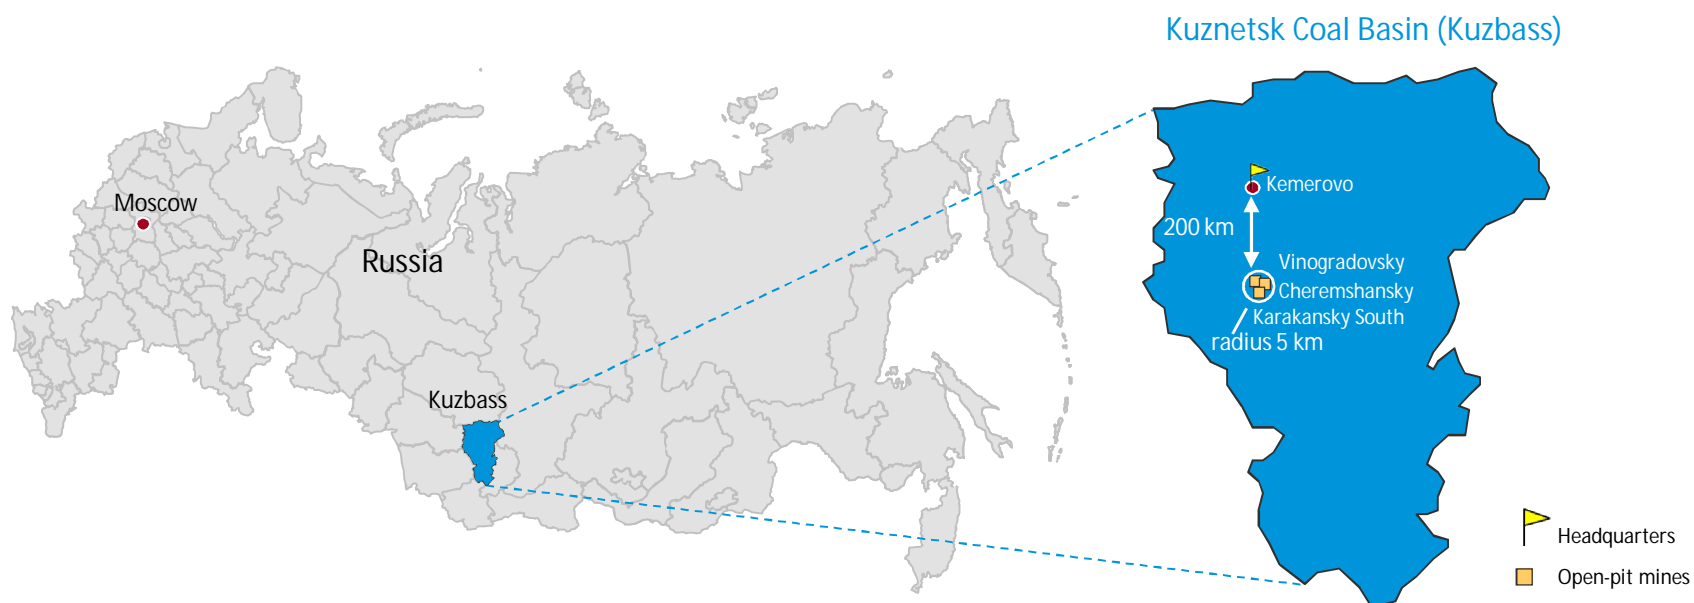 Kuznetsk Coal Basin (Kuzbass)
Moscow
Russia
Kuzbass
Kemerovo
200 km
Vinogradovsky
Cheremshansky
Karakansky South
radius 5 km
Headquarters
Open-pit mines